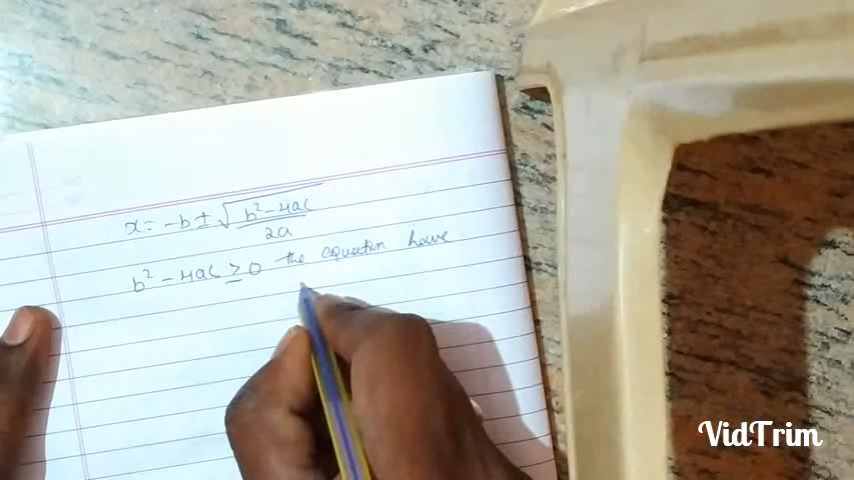 x = -b ± √b² - 4ac
2a
b² - 4ac ≥ 0 the equation have
VidTrim